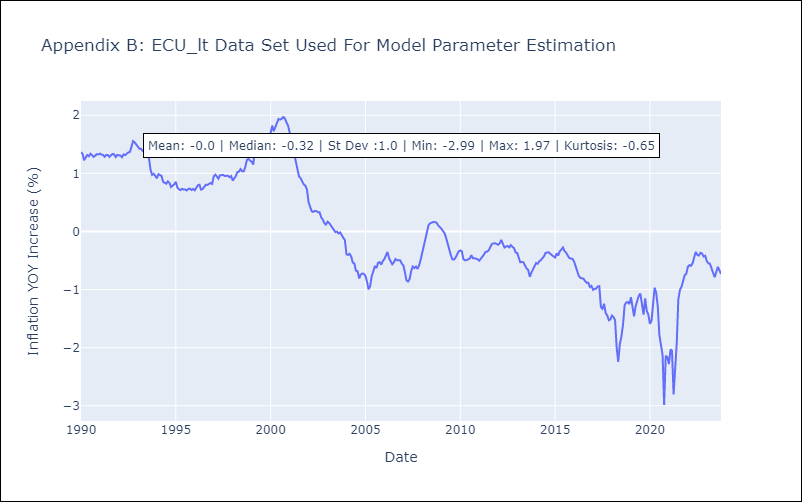 Appendix B: ECU_lt Data Set Used For Model Parameter Estimation
2
Mean: -0.0 | Median: -0.32 | St Dev :1.0 | Min: -2.99 | Max: 1.97 | Kurtosis: -0.65
1
0
−1
−2
−3
Inflation YOY Increase (%)
1990 1995 2000 2005 2010 2015 2020
Date